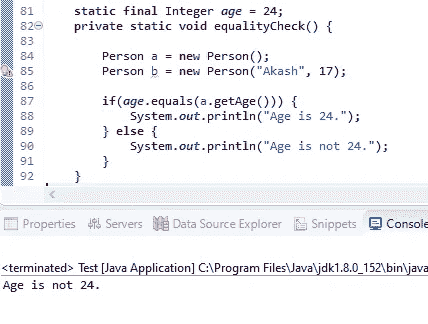 81 static final Integer age = 24;
82 private static void equalityCheck() {
83
84 Person a = new Person();
85 Person b = new Person("Akash", 17);
86
87 if(age.equals(a.getAge())) {
88 System.out.println("Age is 24.");
89 } else {
90 System.out.println("Age is not 24.");
91 }
92 }
Properties Servers Data Source Explorer Snippets Console
<terminated> Test [Java Application] C:\Program Files\Java\jdk1.8.0_152\bin\java
Age is not 24.